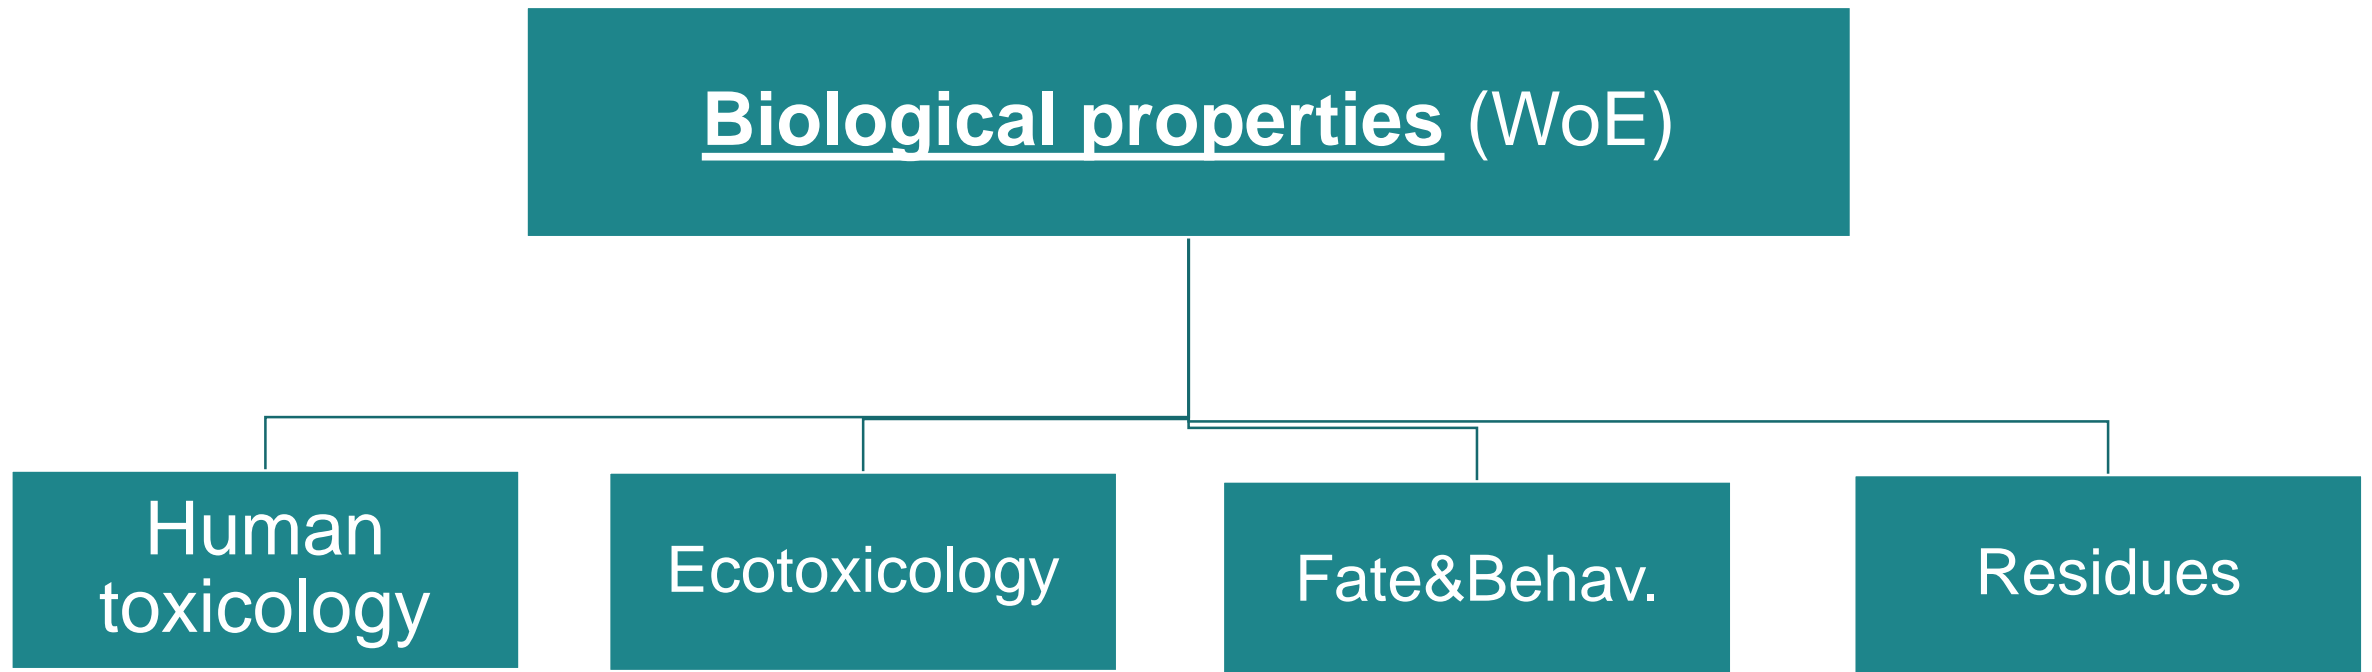 Biological properties (WoE)
Human
toxicology
Ecotoxicology
Fate&Behav.
Residues